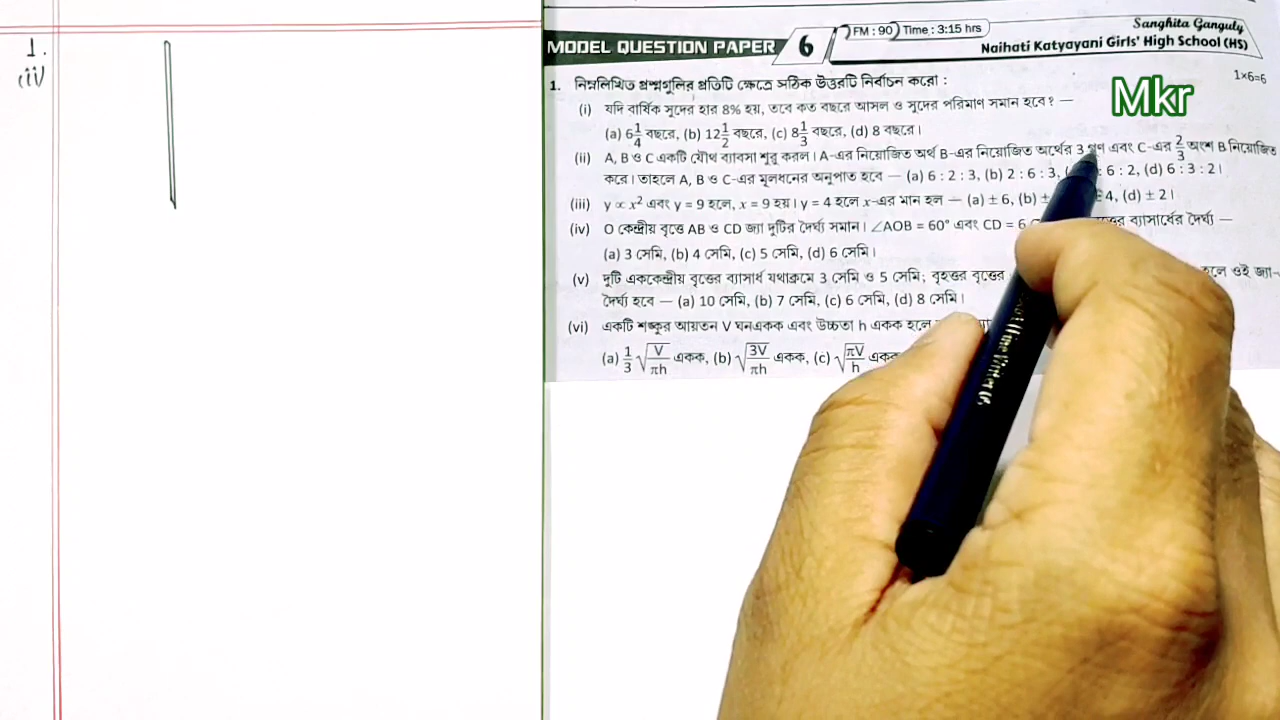 1.
(ii)
MODEL QUESTION PAPER 6
FM : 90 Time : 3:15 hrs
Sanghita Ganguly
Naihati Katyayani Girls' High School (HS)
1. নিম্নলিখিত প্রশ্নগুলির প্রতিটি ক্ষেত্রে সঠিক উত্তরটি নির্বাচন করো : 1×6=6
Mkr
(i) যদি বার্ষিক সুদের হার 8% হয়, তবে কত বছরে আসল ও সুদের পরিমাণ সমান হবে? —
(a) 6 1/4 বছরে, (b) 12 1/2 বছরে, (c) 8 1/3 বছরে, (d) 8 বছরে।
(ii) A, B ও C একটি যৌথ ব্যাবসা শুরু করল। A-এর নিয়োজিত অর্থ B-এর নিয়োজিত অর্থের 3 গুণ এবং C-এর 2/3 অংশ B নিয়োজিত
করে। তাহলে A, B ও C-এর মূলধনের অনুপাত হবে — (a) 6 : 2 : 3, (b) 2 : 6 : 3, : 6 : 2, (d) 6 : 3 : 2।
(iii) y ∝ x² এবং y = 9 হলে, x = 9 হয়। y = 4 হলে x-এর মান হল — (a) ± 6, (b) ± 4, (d) ± 2।
(iv) O কেন্দ্রীয় বৃত্তে AB ও CD জ্যা দুটির দৈর্ঘ্য সমান। ∠AOB = 60° এবং CD = 6 ব্যাসার্ধের দৈর্ঘ্য —
(a) 3 সেমি, (b) 4 সেমি, (c) 5 সেমি, (d) 6 সেমি।
(v) দুটি এককেন্দ্রীয় বৃত্তের ব্যাসার্ধ যথাক্রমে 3 সেমি ও 5 সেমি; বৃহত্তর বৃত্তের হলে ওই জ্যা-
দৈর্ঘ্য হবে — (a) 10 সেমি, (b) 7 সেমি, (c) 6 সেমি, (d) 8 সেমি।
(vi) একটি শঙ্কুর আয়তন V ঘনএকক এবং উচ্চতা h একক হলে
(a) 1/3 √(V/πh) একক, (b) √(3V/πh) একক, (c) √(πV/h)